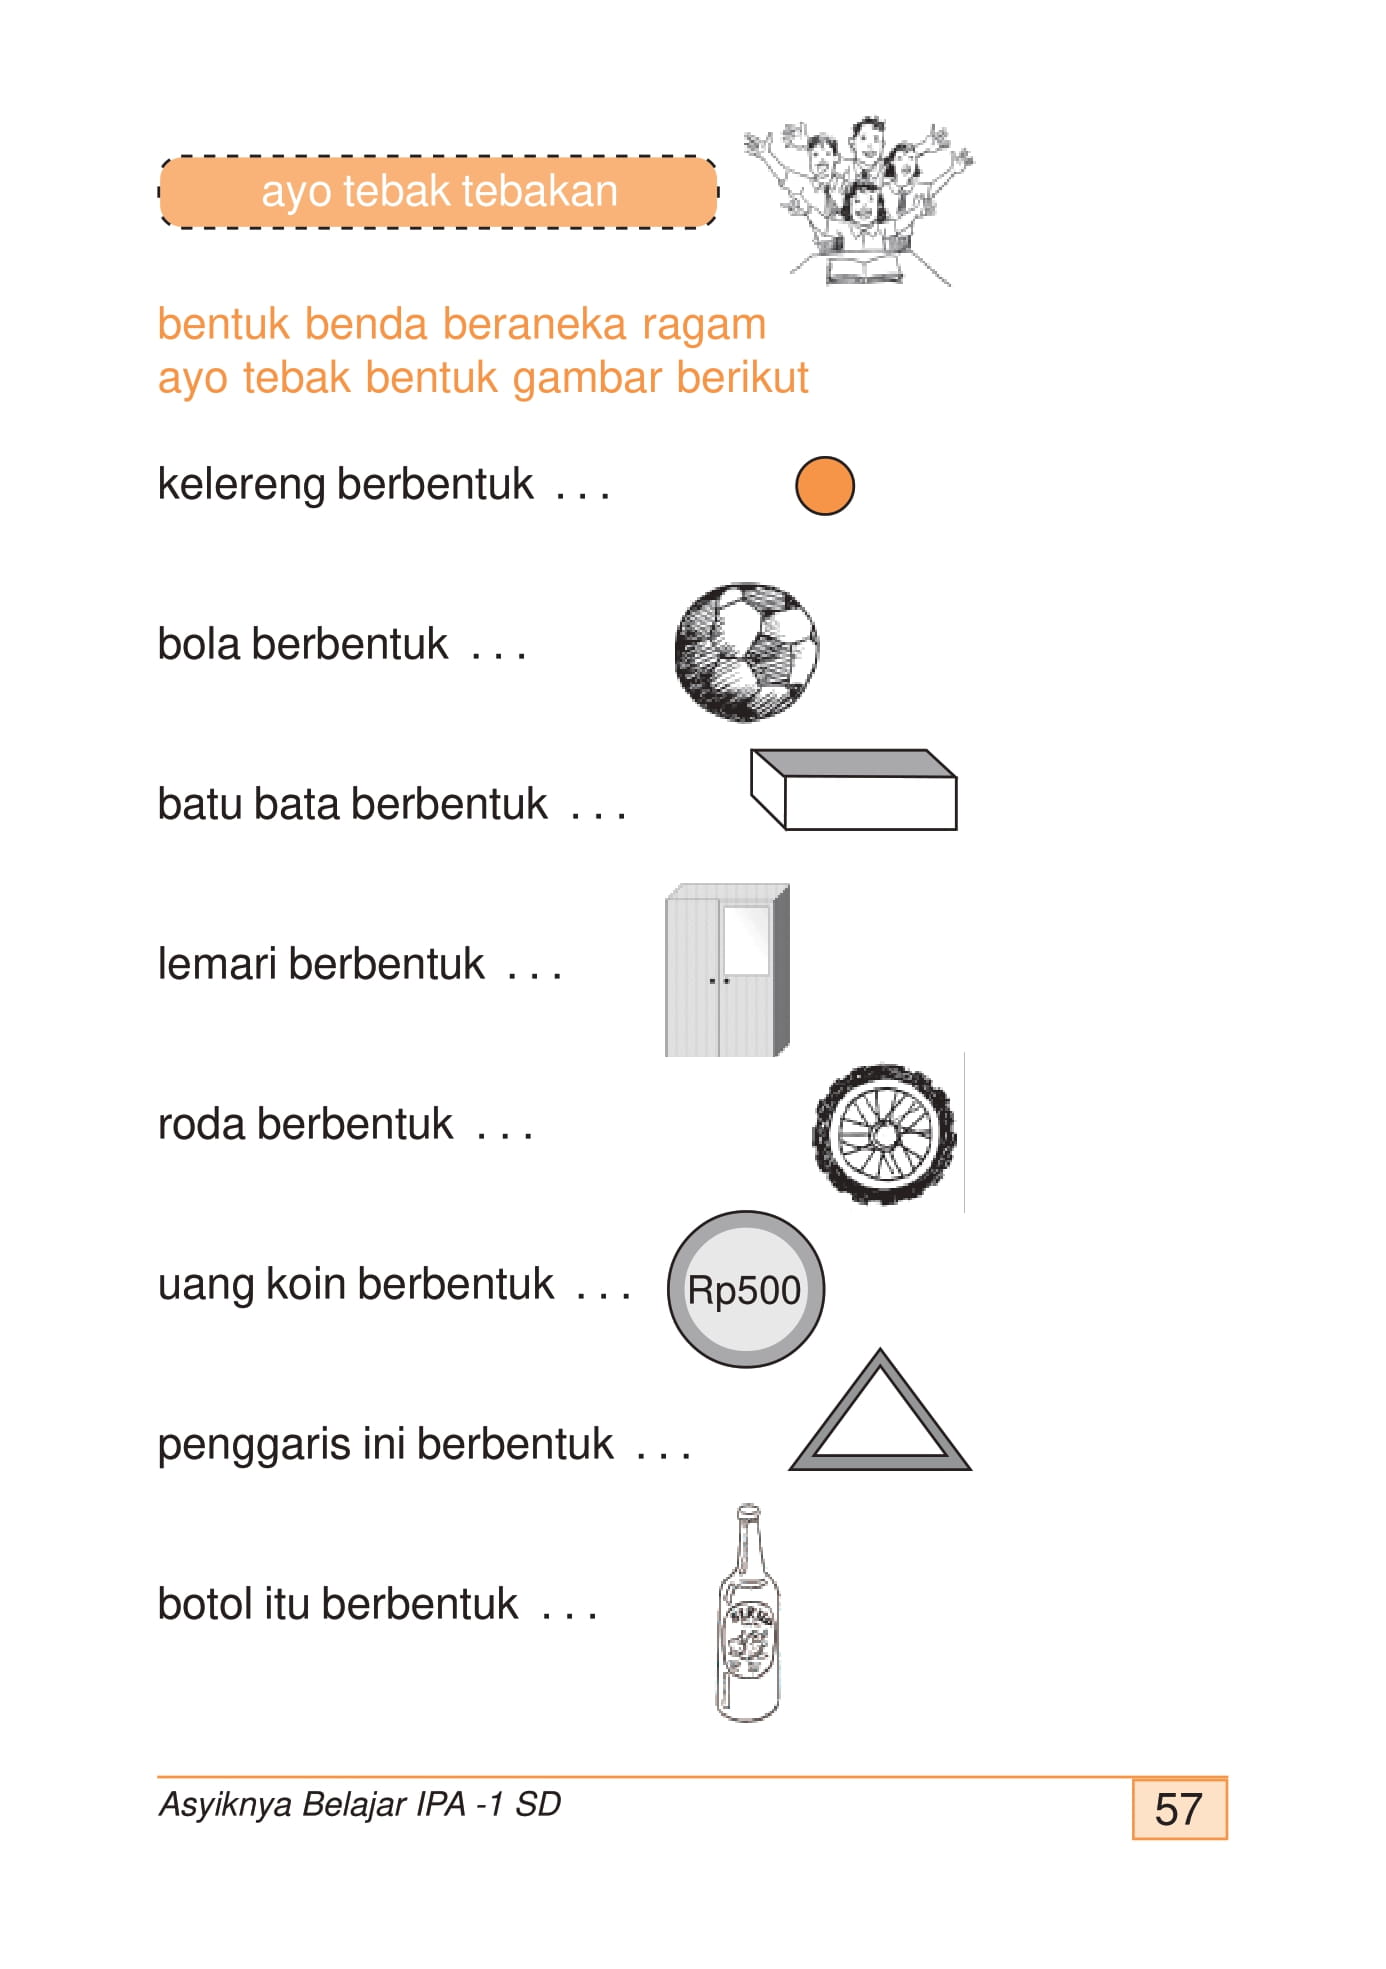 ayo tebak tebakan
bentuk benda beraneka ragam
ayo tebak bentuk gambar berikut
kelereng berbentuk . . .
bola berbentuk . . .
batu bata berbentuk . . .
lemari berbentuk . . .
roda berbentuk . . .
uang koin berbentuk . . .
Rp500
penggaris ini berbentuk . . .
botol itu berbentuk . . .
Asyiknya Belajar IPA -1 SD
57